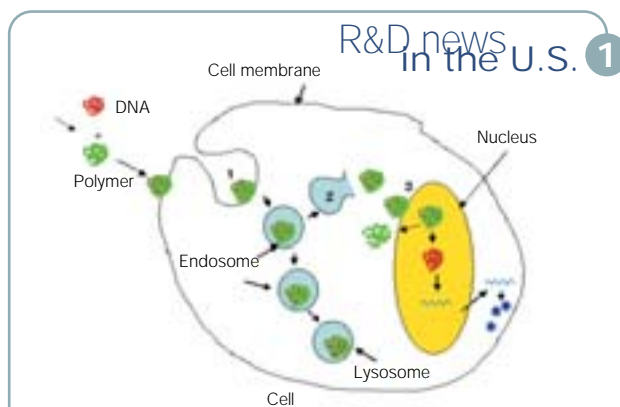 R&D news
in the U.S. 1
Cell membrane
DNA
+
Nucleus
Polymer
1
2
3
Endosome
Lysosome
Cell